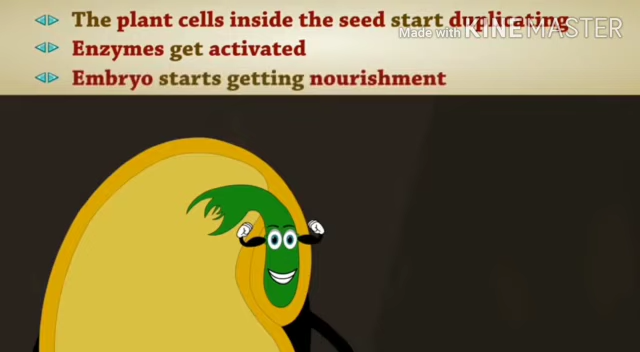 The plant cells inside the seed start duplicating
Made with KINEMASTER
Enzymes get activated
Embryo starts getting nourishment